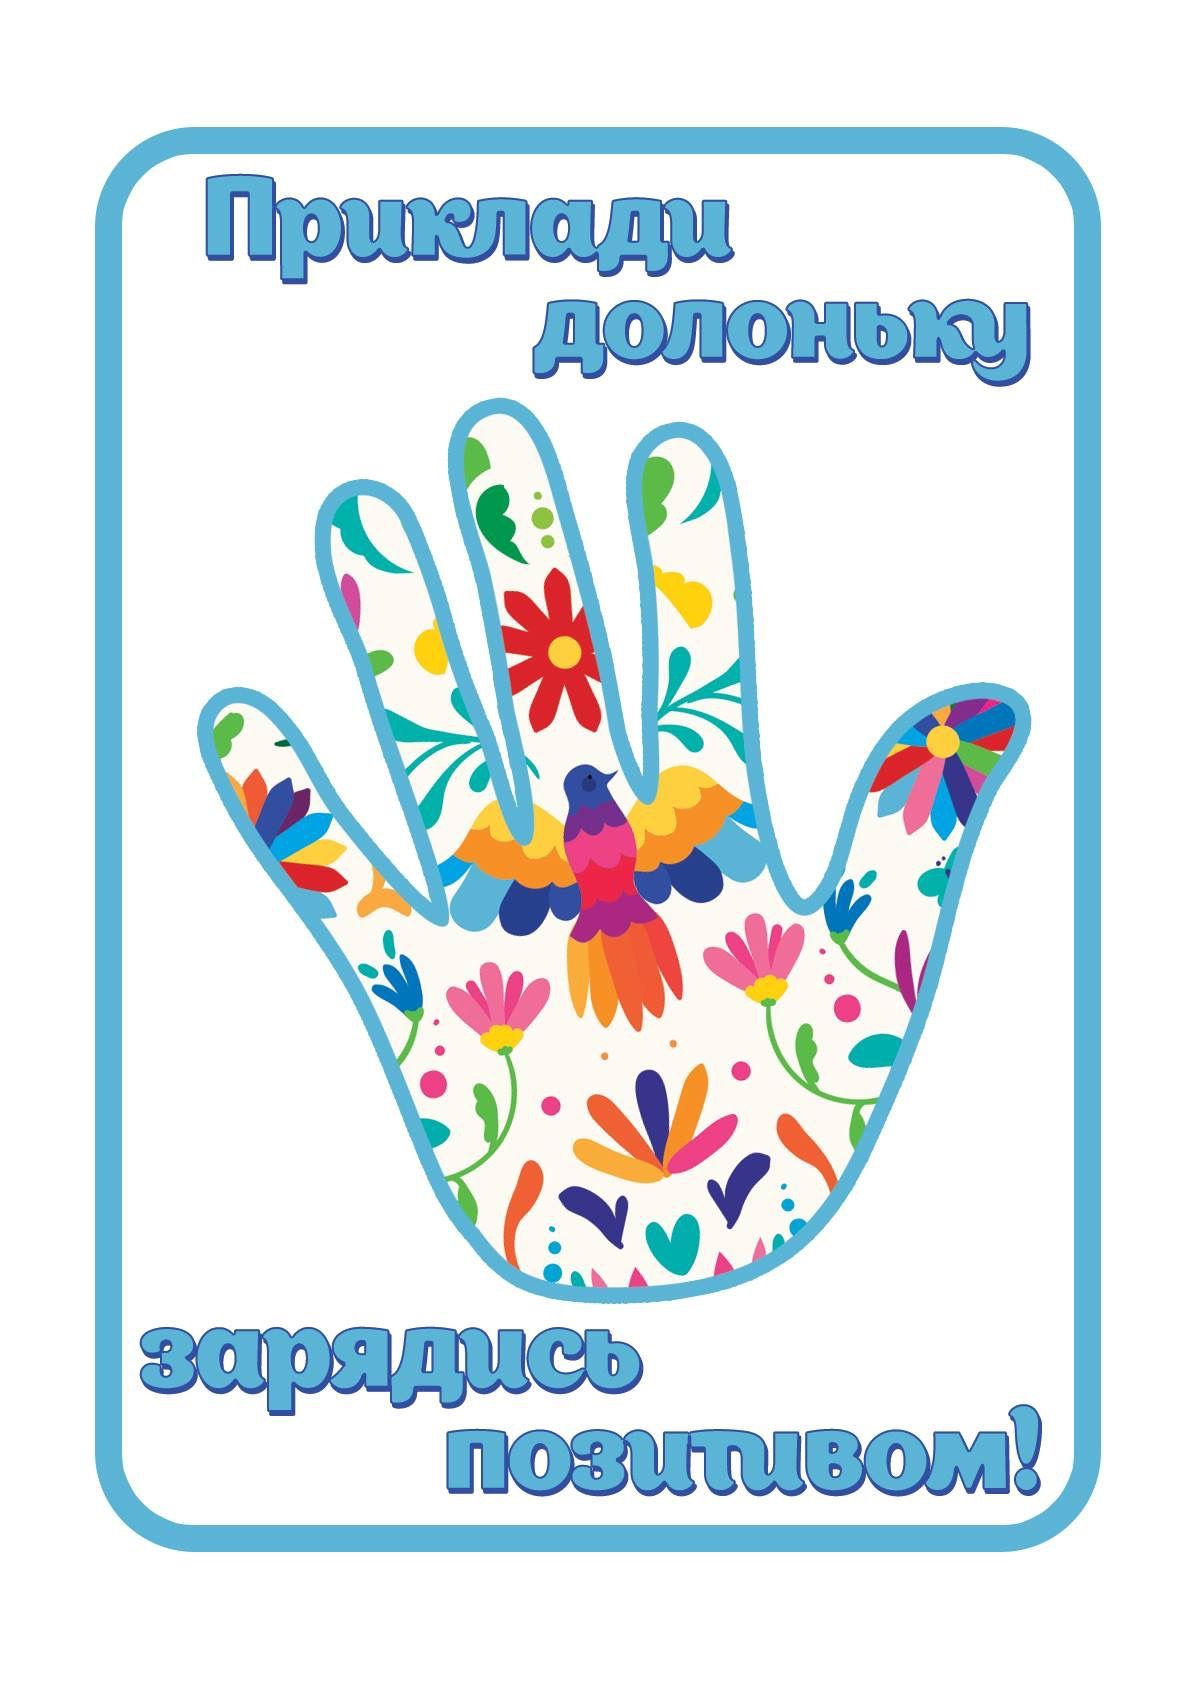 Приклади
долоньку
зарядись
позитивом!